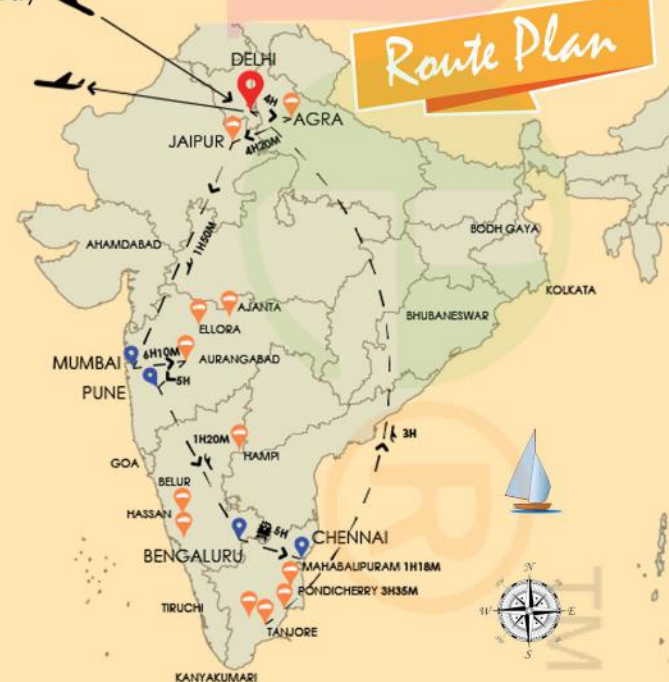 Route Plan
DELHI
4H
AGRA
JAIPUR
4H20M
1H50M
AHAMDABAD
BODH GAYA
KOLKATA
AJANTA
ELLORA
BHUBANESWAR
MUMBAI
6H10M
AURANGABAD
PUNE
5H
1H20M
HAMPI
3H
GOA
BELUR
HASSAN
BENGALURU
5H
CHENNAI
MAHABALIPURAM 1H18M
PONDICHERRY 3H35M
TIRUCHI
TANJORE
KANYAKUMARI
N
W
E
S
R
TM